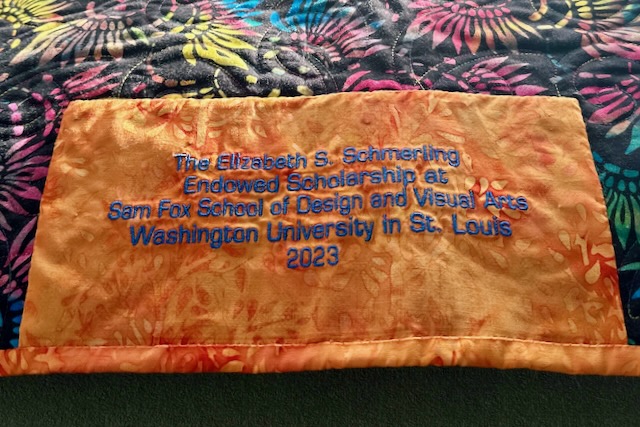 The Elizabeth S. Schmerling
Endowed Scholarship at
Sam Fox School of Design and Visual Arts
Washington University in St. Louis
2023